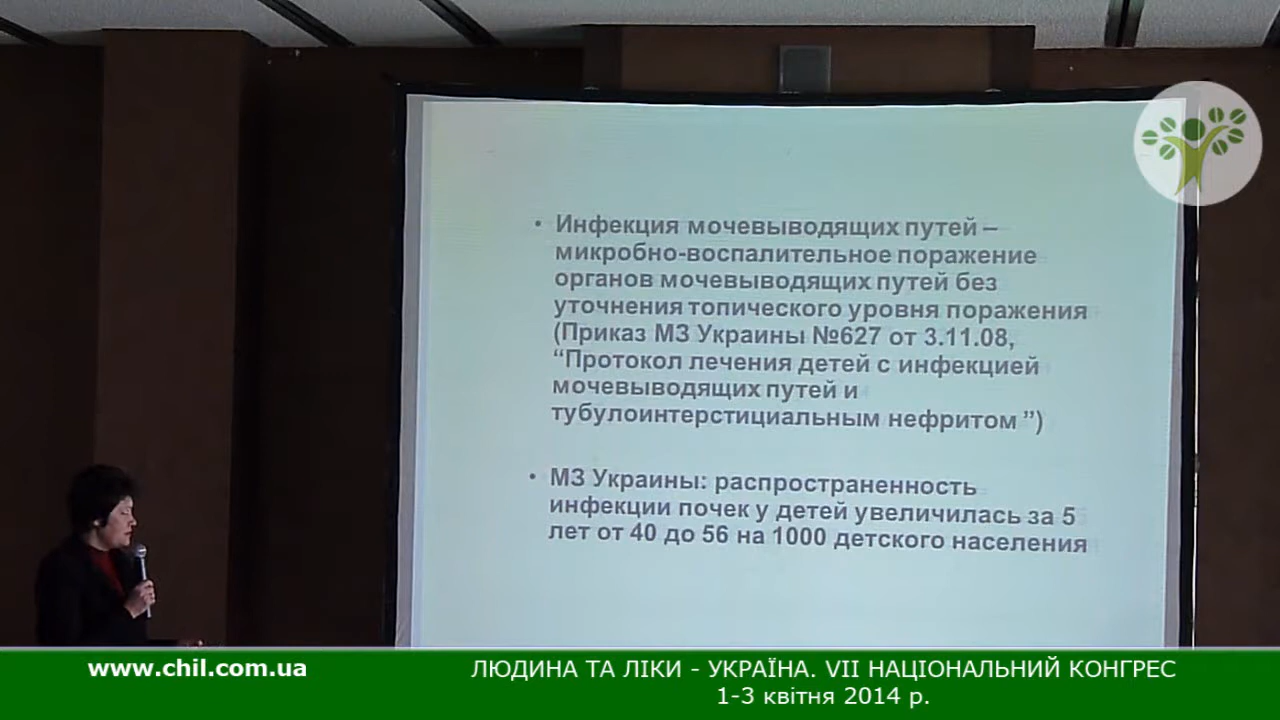 • Инфекция мочевыводящих путей –
микробно-воспалительное поражение
органов мочевыводящих путей без
уточнения топического уровня поражения
(Приказ МЗ Украины №627 от 3.11.08,
“Протокол лечения детей с инфекцией
мочевыводящих путей и
тубулоинтерстициальным нефритом ”)
• МЗ Украины: распространенность
инфекции почек у детей увеличилась за 5
лет от 40 до 56 на 1000 детского населения
www.chil.com.ua
ЛЮДИНА ТА ЛІКИ - УКРАЇНА. VII НАЦІОНАЛЬНИЙ КОНГРЕС
1-3 квітня 2014 р.